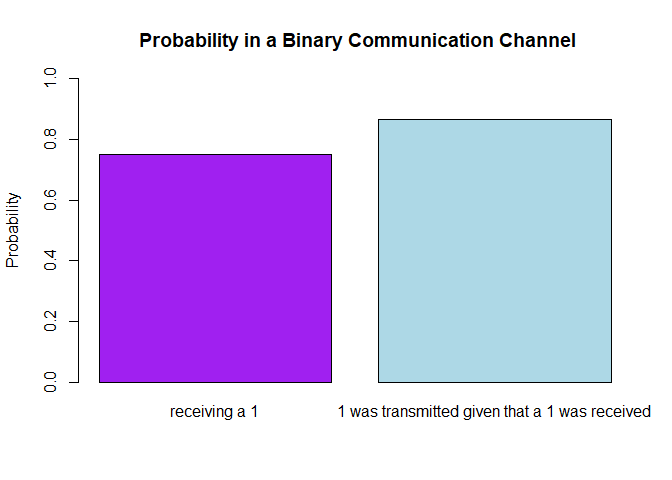 Probability in a Binary Communication Channel
Probability
1.0
0.8
0.6
0.4
0.2
0.0
receiving a 1
1 was transmitted given that a 1 was received